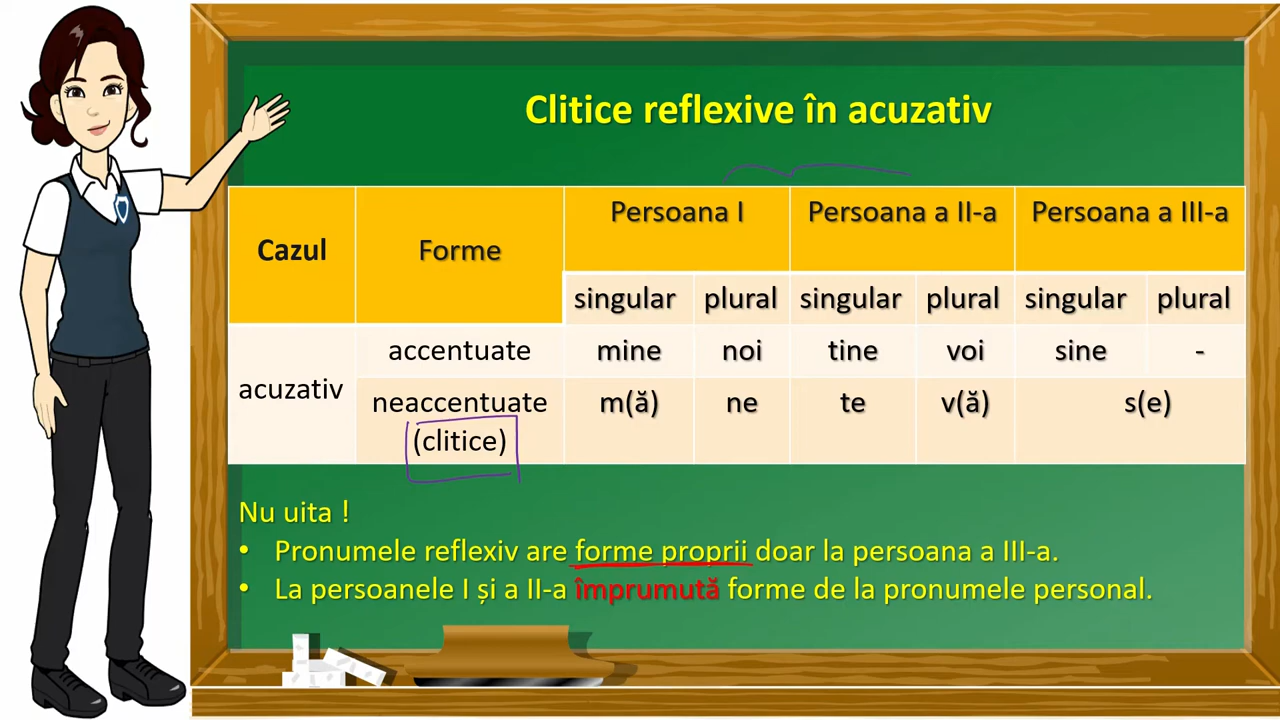 Clitice reflexive în acuzativ
Cazul Forme Persoana I Persoana a II-a Persoana a III-a
singular plural singular plural singular plural
acuzativ accentuate mine noi tine voi sine -
neaccentuate (clitice) m(ă) ne te v(ă) s(e)
Nu uita !
• Pronumele reflexiv are forme proprii doar la persoana a III-a.
• La persoanele I și a II-a împrumută forme de la pronumele personal.